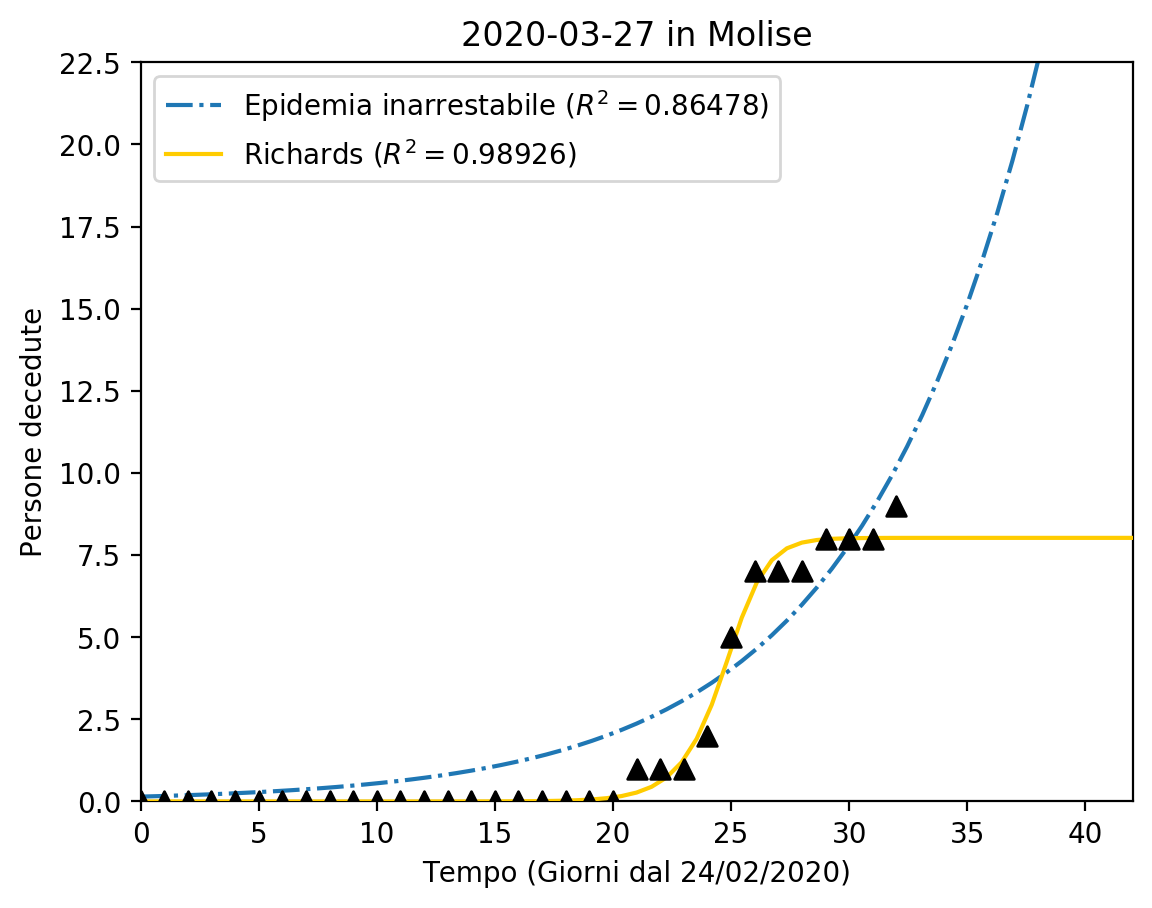 2020-03-27 in Molise
Epidemia inarrestabile (R² = 0.86478)
Richards (R² = 0.98926)
Persone decedute
22.5
20.0
17.5
15.0
12.5
10.0
7.5
5.0
2.5
0.0
0 5 10 15 20 25 30 35 40
Tempo (Giorni dal 24/02/2020)